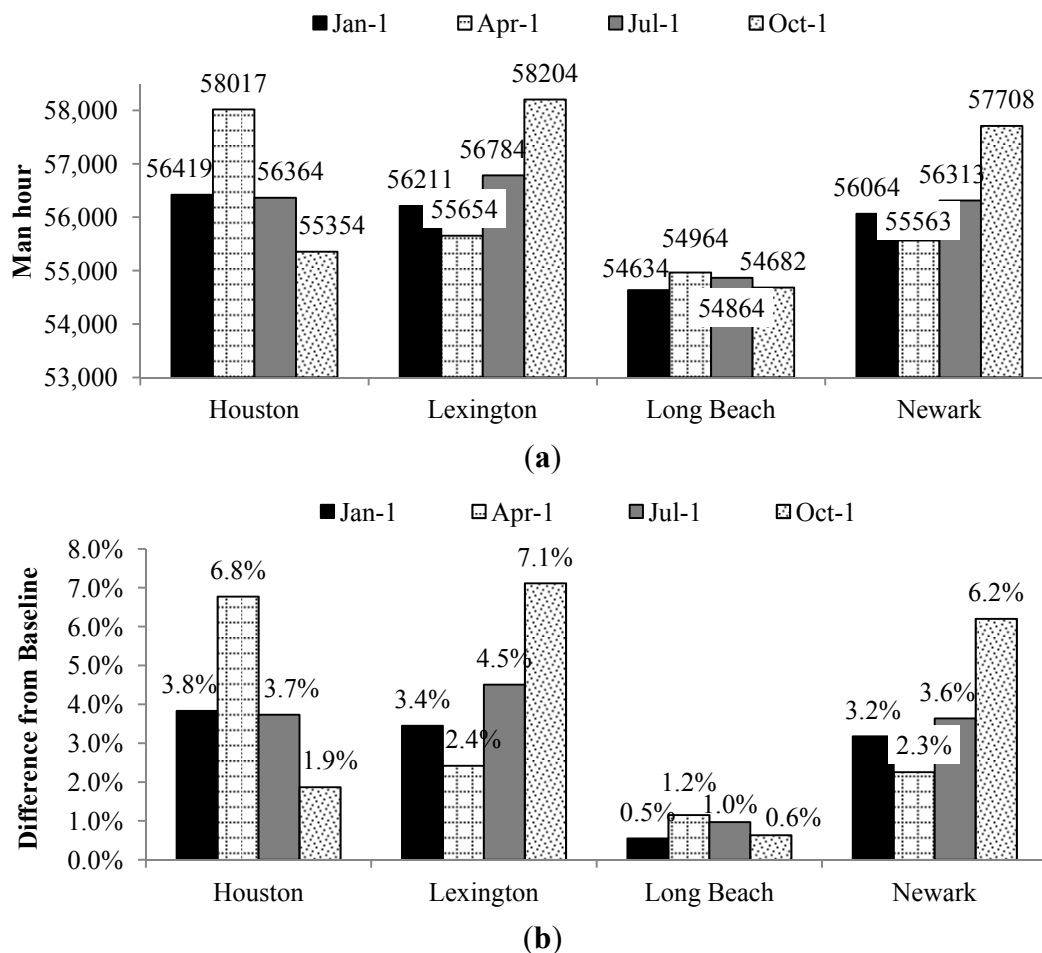 Jan-1 Apr-1 Jul-1 Oct-1
Man hour
58,000
57,000
56,000
55,000
54,000
53,000
56419 58017 56364 55354
56211 55654 56784 58204
54634 54964 54864 54682
56064 55563 56313 57708
Houston Lexington Long Beach Newark
(a)
Jan-1 Apr-1 Jul-1 Oct-1
Difference from Baseline
8.0%
7.0%
6.0%
5.0%
4.0%
3.0%
2.0%
1.0%
0.0%
3.8% 6.8% 3.7% 1.9%
3.4% 2.4% 4.5% 7.1%
0.5% 1.2% 1.0% 0.6%
3.2% 2.3% 3.6% 6.2%
Houston Lexington Long Beach Newark
(b)